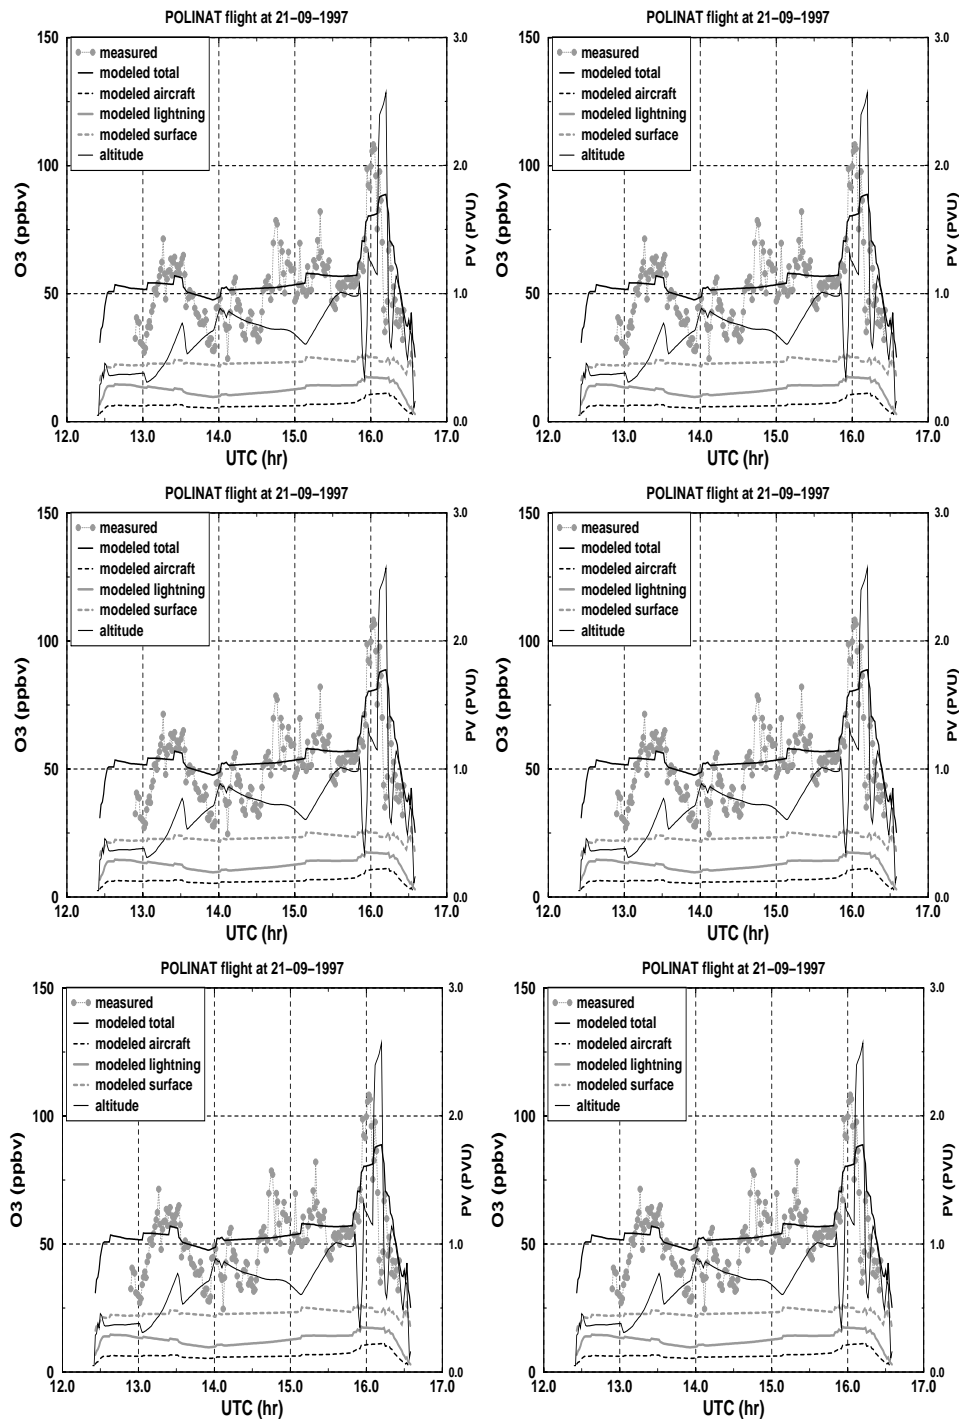 POLINAT flight at 21–09–1997
150
100
50
0
O3 (ppbv)
measured
modeled total
modeled aircraft
modeled lightning
modeled surface
altitude
3.0
2.0
1.0
0.0
PV (PVU)
12.0 13.0 14.0 15.0 16.0 17.0
UTC (hr)
POLINAT flight at 21–09–1997
150
100
50
0
O3 (ppbv)
measured
modeled total
modeled aircraft
modeled lightning
modeled surface
altitude
3.0
2.0
1.0
0.0
PV (PVU)
12.0 13.0 14.0 15.0 16.0 17.0
UTC (hr)
POLINAT flight at 21–09–1997
150
100
50
0
O3 (ppbv)
measured
modeled total
modeled aircraft
modeled lightning
modeled surface
altitude
3.0
2.0
1.0
0.0
PV (PVU)
12.0 13.0 14.0 15.0 16.0 17.0
UTC (hr)
POLINAT flight at 21–09–1997
150
100
50
0
O3 (ppbv)
measured
modeled total
modeled aircraft
modeled lightning
modeled surface
altitude
3.0
2.0
1.0
0.0
PV (PVU)
12.0 13.0 14.0 15.0 16.0 17.0
UTC (hr)
POLINAT flight at 21–09–1997
150
100
50
0
O3 (ppbv)
measured
modeled total
modeled aircraft
modeled lightning
modeled surface
altitude
3.0
2.0
1.0
0.0
PV (PVU)
12.0 13.0 14.0 15.0 16.0 17.0
UTC (hr)
POLINAT flight at 21–09–1997
150
100
50
0
O3 (ppbv)
measured
modeled total
modeled aircraft
modeled lightning
modeled surface
altitude
3.0
2.0
1.0
0.0
PV (PVU)
12.0 13.0 14.0 15.0 16.0 17.0
UTC (hr)